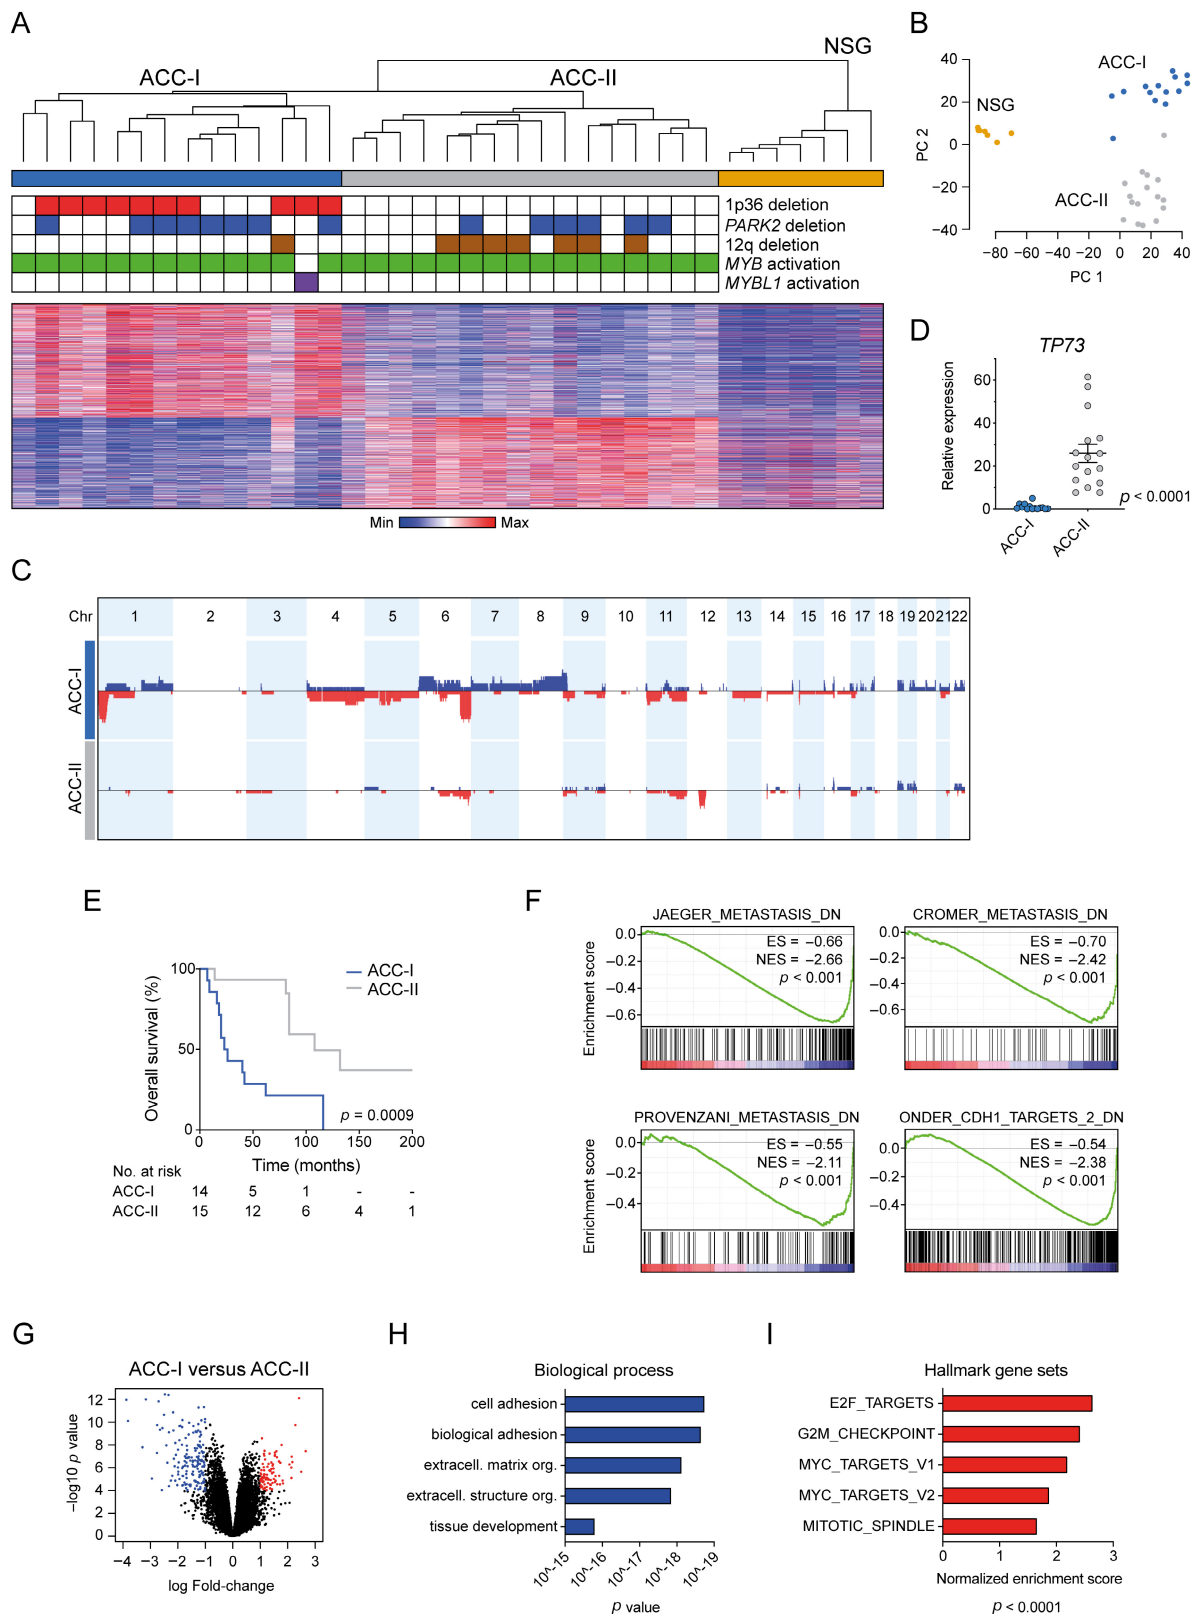 A
ACC-I
ACC-II
NSG
1p36 deletion
PARK2 deletion
12q deletion
MYB activation
MYBL1 activation
Min
Max
B
PC 2
40
20
0
−20
−40
ACC-I
NSG
ACC-II
−80 −60 −40 −20 0 20 40
PC 1
D
TP73
Relative expression
60
40
20
0
p < 0.0001
ACC-I
ACC-II
C
Chr 1 2 3 4 5 6 7 8 9 10 11 12 13 14 15 16 17 18 19 20 21 22
ACC-I
ACC-II
E
Overall survival (%)
100
50
0
ACC-I
ACC-II
p = 0.0009
0 50 100 150 200
Time (months)
No. at risk
ACC-I 14 5 1 - -
ACC-II 15 12 6 4 1
F
JAEGER_METASTASIS_DN
Enrichment score
0.0
−0.2
−0.4
−0.6
ES = −0.66
NES = −2.66
p < 0.001
CROMER_METASTASIS_DN
0.0
−0.2
−0.4
−0.6
ES = −0.70
NES = −2.42
p < 0.001
PROVENZANI_METASTASIS_DN
Enrichment score
0.0
−0.2
−0.4
ES = −0.55
NES = −2.11
p < 0.001
ONDER_CDH1_TARGETS_2_DN
0.0
−0.2
−0.4
ES = −0.54
NES = −2.38
p < 0.001
G
ACC-I versus ACC-II
−log10 p value
12
10
8
6
4
2
0
−4 −3 −2 −1 0 1 2 3
log Fold-change
H
Biological process
cell adhesion
biological adhesion
extracell. matrix org.
extracell. structure org.
tissue development
10^-15 10^-16 10^-17 10^-18 10^-19
p value
I
Hallmark gene sets
E2F_TARGETS
G2M_CHECKPOINT
MYC_TARGETS_V1
MYC_TARGETS_V2
MITOTIC_SPINDLE
0 1 2 3
Normalized enrichment score
p < 0.0001